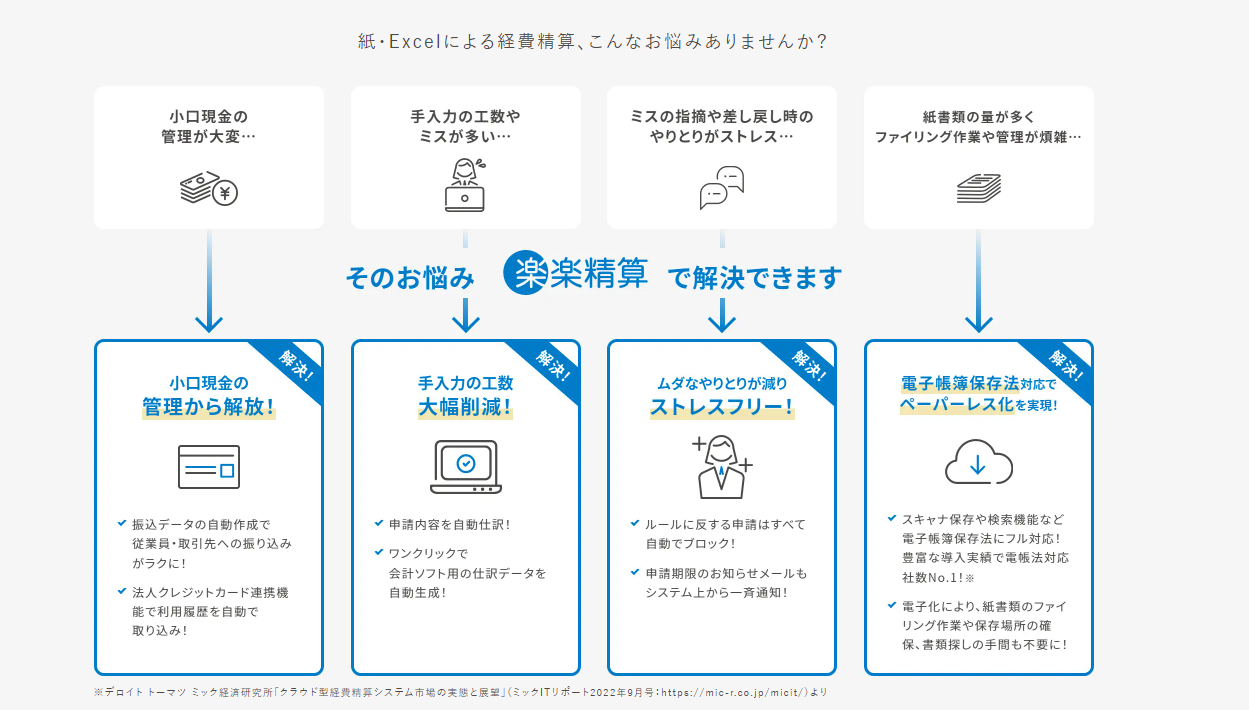 紙・Excelによる経費精算、こんなお悩みありませんか？
小口現金の
管理が大変…
手入力の工数や
ミスが多い…
ミスの指摘や差し戻し時の
やりとりがストレス…
紙書類の量が多く
ファイリング作業や管理が煩雑…
¥
そのお悩み 楽楽精算 で解決できます
解決！
小口現金の
管理から解放！
振込データの自動作成で
従業員・取引先への振り込み
がラクに！
法人クレジットカード連携機
能で利用履歴を自動で
取り込み！
解決！
手入力の工数
大幅削減！
申請内容を自動仕訳！
ワンクリックで
会計ソフト用の仕訳データを
自動生成！
解決！
ムダなやりとりが減り
ストレスフリー！
ルールに反する申請はすべて
自動でブロック！
申請期限のお知らせメールも
システム上から一斉通知！
解決！
電子帳簿保存法対応で
ペーパーレス化を実現！
スキャナ保存や検索機能など
電子帳簿保存法にフル対応！
豊富な導入実績で電帳法対応
社数No.1！※
電子化により、紙書類のファイ
リング作業や保存場所の確
保、書類探しの手間も不要に！
※デロイト トーマツ ミック経済研究所「クラウド型経費精算システム市場の実態と展望」（ミックITリポート2022年9月号：https://mic-r.co.jp/micit/）より